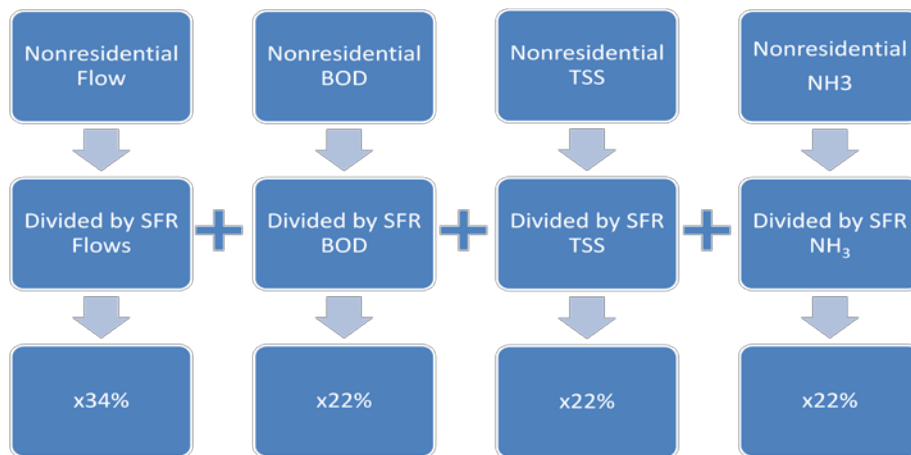 Nonresidential
Flow
Nonresidential
BOD
Nonresidential
TSS
Nonresidential
NH3
Divided by SFR
Flows
+
Divided by SFR
BOD
+
Divided by SFR
TSS
+
Divided by SFR
NH₃
x34%
x22%
x22%
x22%